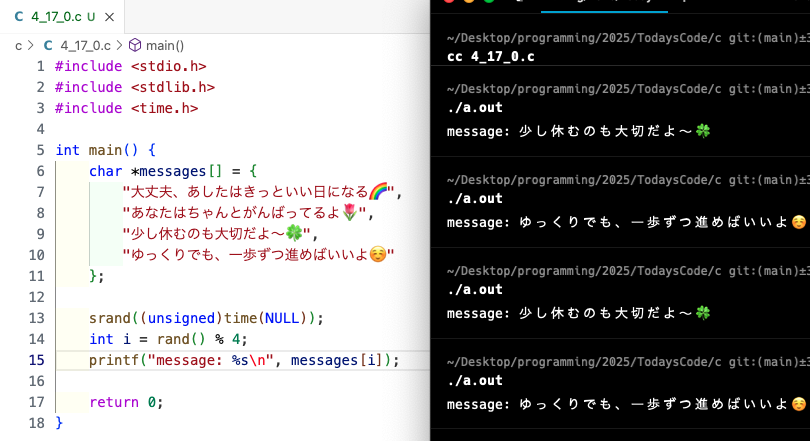 C 4_17_0.c U ×
c > C 4_17_0.c > main()
1 #include <stdio.h>
2 #include <stdlib.h>
3 #include <time.h>
4
5 int main() {
6 char *messages[] = {
7 "大丈夫、あしたはきっといい日になる🌈",
8 "あなたはちゃんとがんばってるよ🌷",
9 "少し休むのも大切だよ〜🍀",
10 "ゆっくりでも、一歩ずつ進めばいいよ☺️"
11 };
12
13 srand((unsigned)time(NULL));
14 int i = rand() % 4;
15 printf("message: %s\n", messages[i]);
16
17 return 0;
18 }
~/Desktop/programming/2025/TodaysCode/c git:(main)±3
cc 4_17_0.c
~/Desktop/programming/2025/TodaysCode/c git:(main)±3
./a.out
message: 少し休むのも大切だよ〜🍀
~/Desktop/programming/2025/TodaysCode/c git:(main)±3
./a.out
message: ゆっくりでも、一歩ずつ進めばいいよ☺️
~/Desktop/programming/2025/TodaysCode/c git:(main)±3
./a.out
message: 少し休むのも大切だよ〜🍀
~/Desktop/programming/2025/TodaysCode/c git:(main)±3
./a.out
message: ゆっくりでも、一歩ずつ進めばいいよ☺️